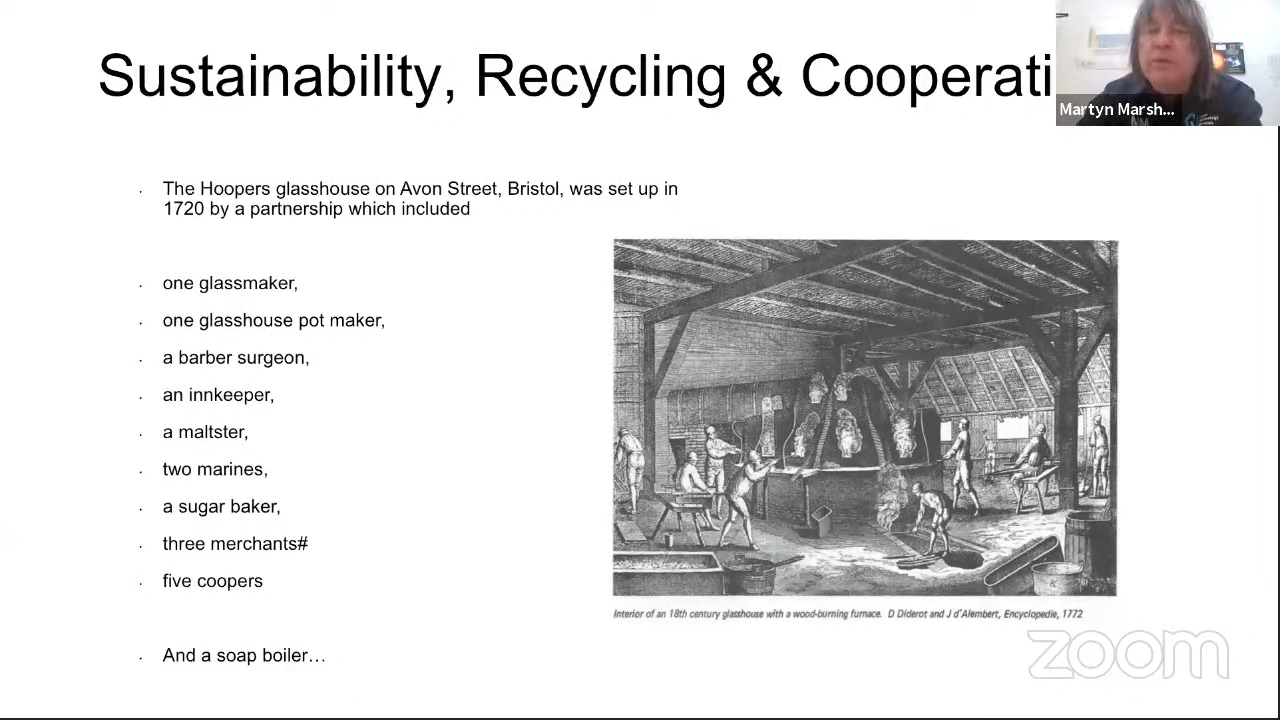 Sustainability, Recycling & Cooperati
Martyn Marsh...
The Hoopers glasshouse on Avon Street, Bristol, was set up in
1720 by a partnership which included
one glassmaker,
one glasshouse pot maker,
a barber surgeon,
an innkeeper,
a maltster,
two marines,
a sugar baker,
three merchants#
five coopers
And a soap boiler…
Interior of an 18th century glasshouse with a wood-burning furnace. D Diderot and J d'Alembert, Encyclopedie, 1772
zoom